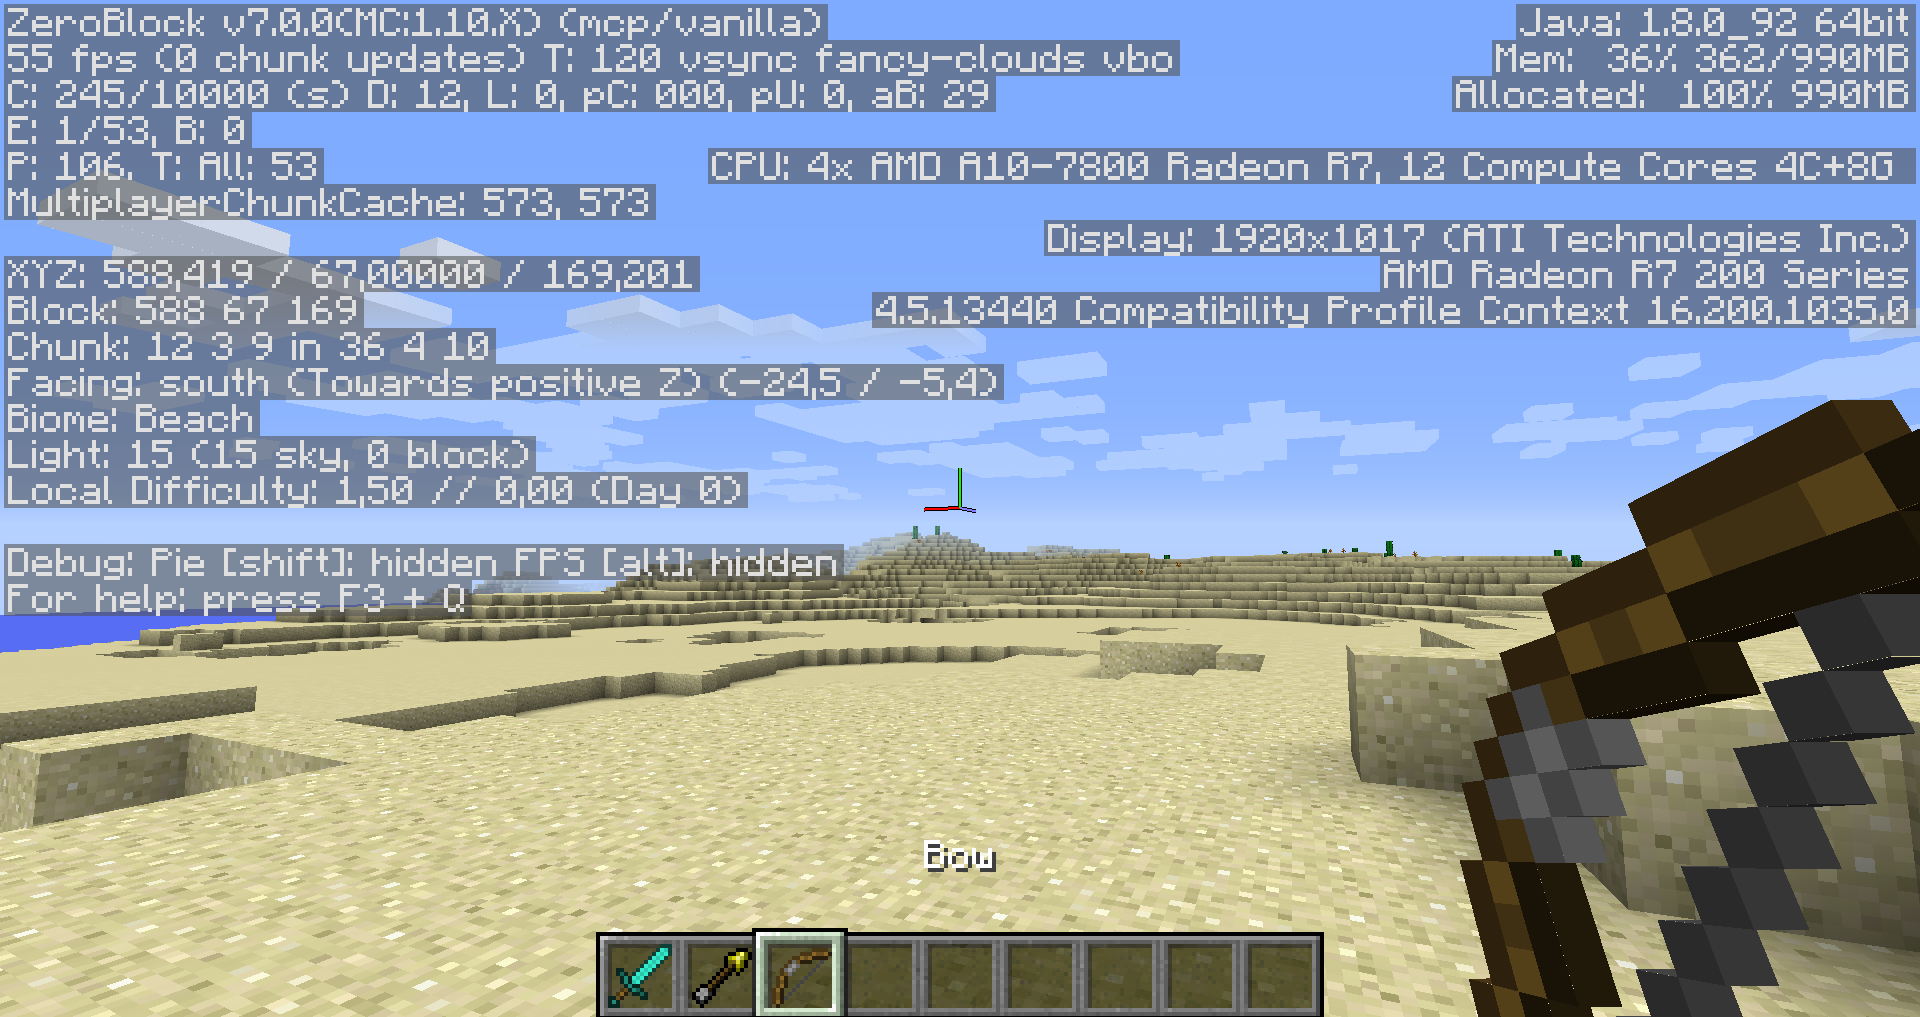 ZeroBlock v7.0.0(MC:1.10.X) (mcp/vanilla)
55 fps (0 chunk updates) T: 120 vsync fancy-clouds vbo
C: 245/10000 (s) D: 12, L: 0, pC: 000, pU: 0, aB: 29
E: 1/53, B: 0
P: 106. T: All: 53
MultiplayerChunkCache: 573, 573
XYZ: 588,419 / 67,00000 / 169,201
Block: 588 67 169
Chunk: 12 3 9 in 36 4 10
Facing: south (Towards positive Z) (-24,5 / -5,4)
Biome: Beach
Light: 15 (15 sky, 0 block)
Local Difficulty: 1,50 // 0,00 (Day 0)
Debug: Pie [shift]: hidden FPS [alt]: hidden
For help: press F3 + Q
Java: 1.8.0_92 64bit
Mem: 36% 362/990MB
Allocated: 100% 990MB
CPU: 4x AMD A10-7800 Radeon R7, 12 Compute Cores 4C+8G
Display: 1920x1017 (ATI Technologies Inc.)
AMD Radeon R7 200 Series
4.5.13440 Compatibility Profile Context 16.200.1035.0
Bow